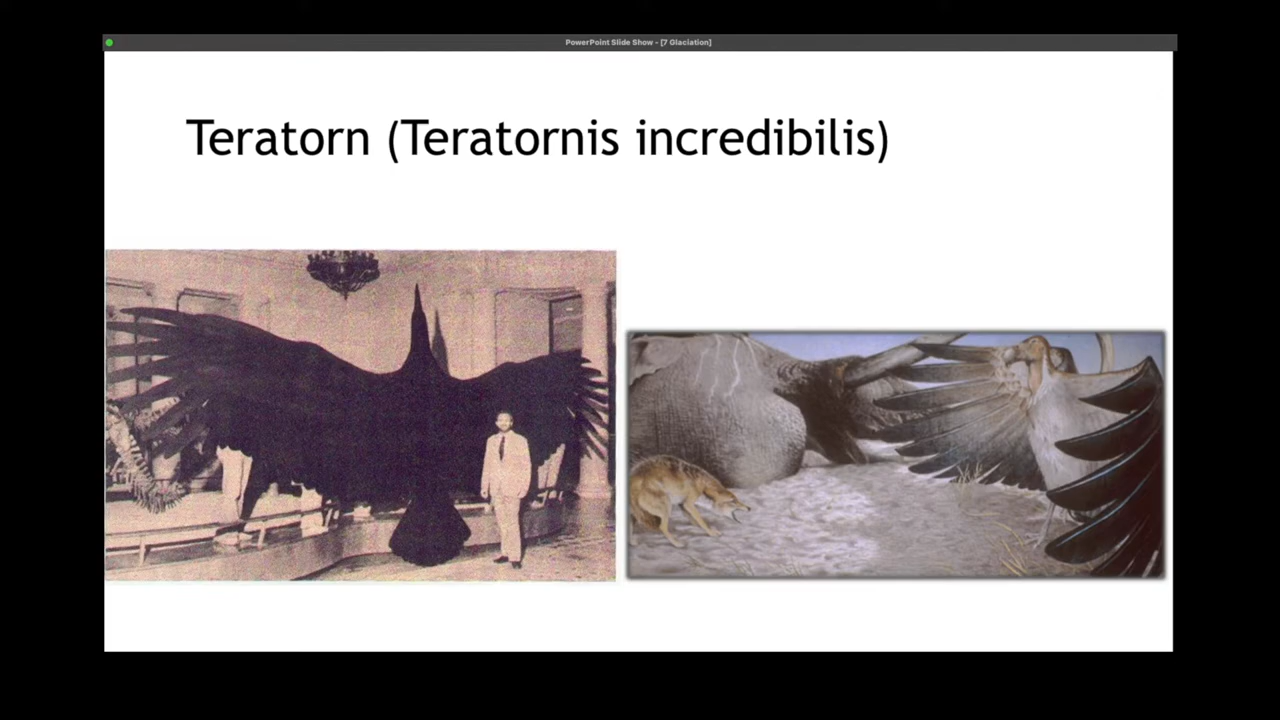 PowerPoint Slide Show - [7 Glaciation]
Teratorn (Teratornis incredibilis)